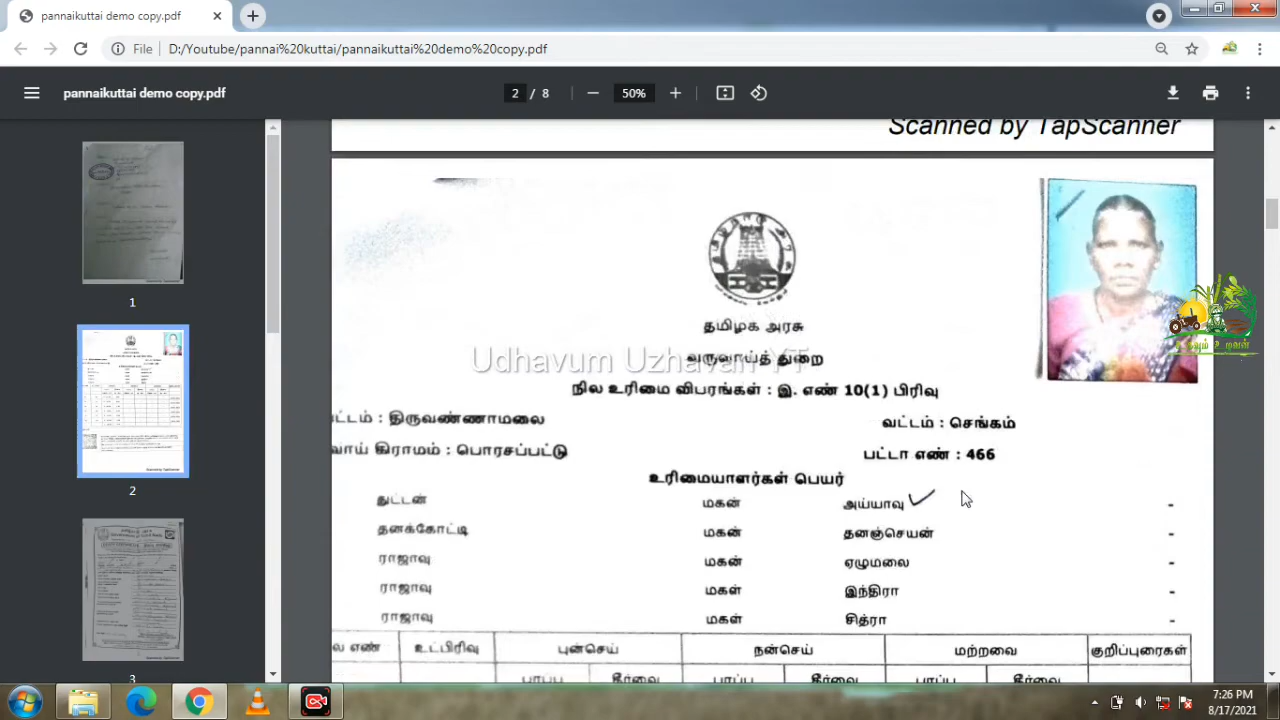 pannaikuttai demo copy.pdf
File D:/Youtube/pannai%20kuttai/pannaikuttai%20demo%20copy.pdf
pannaikuttai demo copy.pdf 2 / 8 50%
Scanned by TapScanner
தமிழக அரசு
துறை
Udhavum Uzhavan YT
நில உரிமை விபரங்கள் : இ. எண் 10(1) பிரிவு
வட்டம் : திருவண்ணாமலை வட்டம் : செங்கம்
வாய் கிராமம் : பொரசப்பட்டு பட்டா எண் : 466
உரிமையாளர்கள் பெயர்
துட்டன் மகன் அய்யாவு -
தனக்கோட்டி மகன் தனஞ்செயன் -
ராஜாவு மகன் ஏழுமலை -
ராஜாவு மகள் இந்திரா -
ராஜாவு மகள் சித்ரா -
ல எண் உட்பிரிவு புன்செய் நன்செய் மற்றவை குறிப்புரைகள்
தீர்வை தீர்வை தீர்வை
உதவும் உழவன்
1
2
3
7:26 PM
8/17/2021